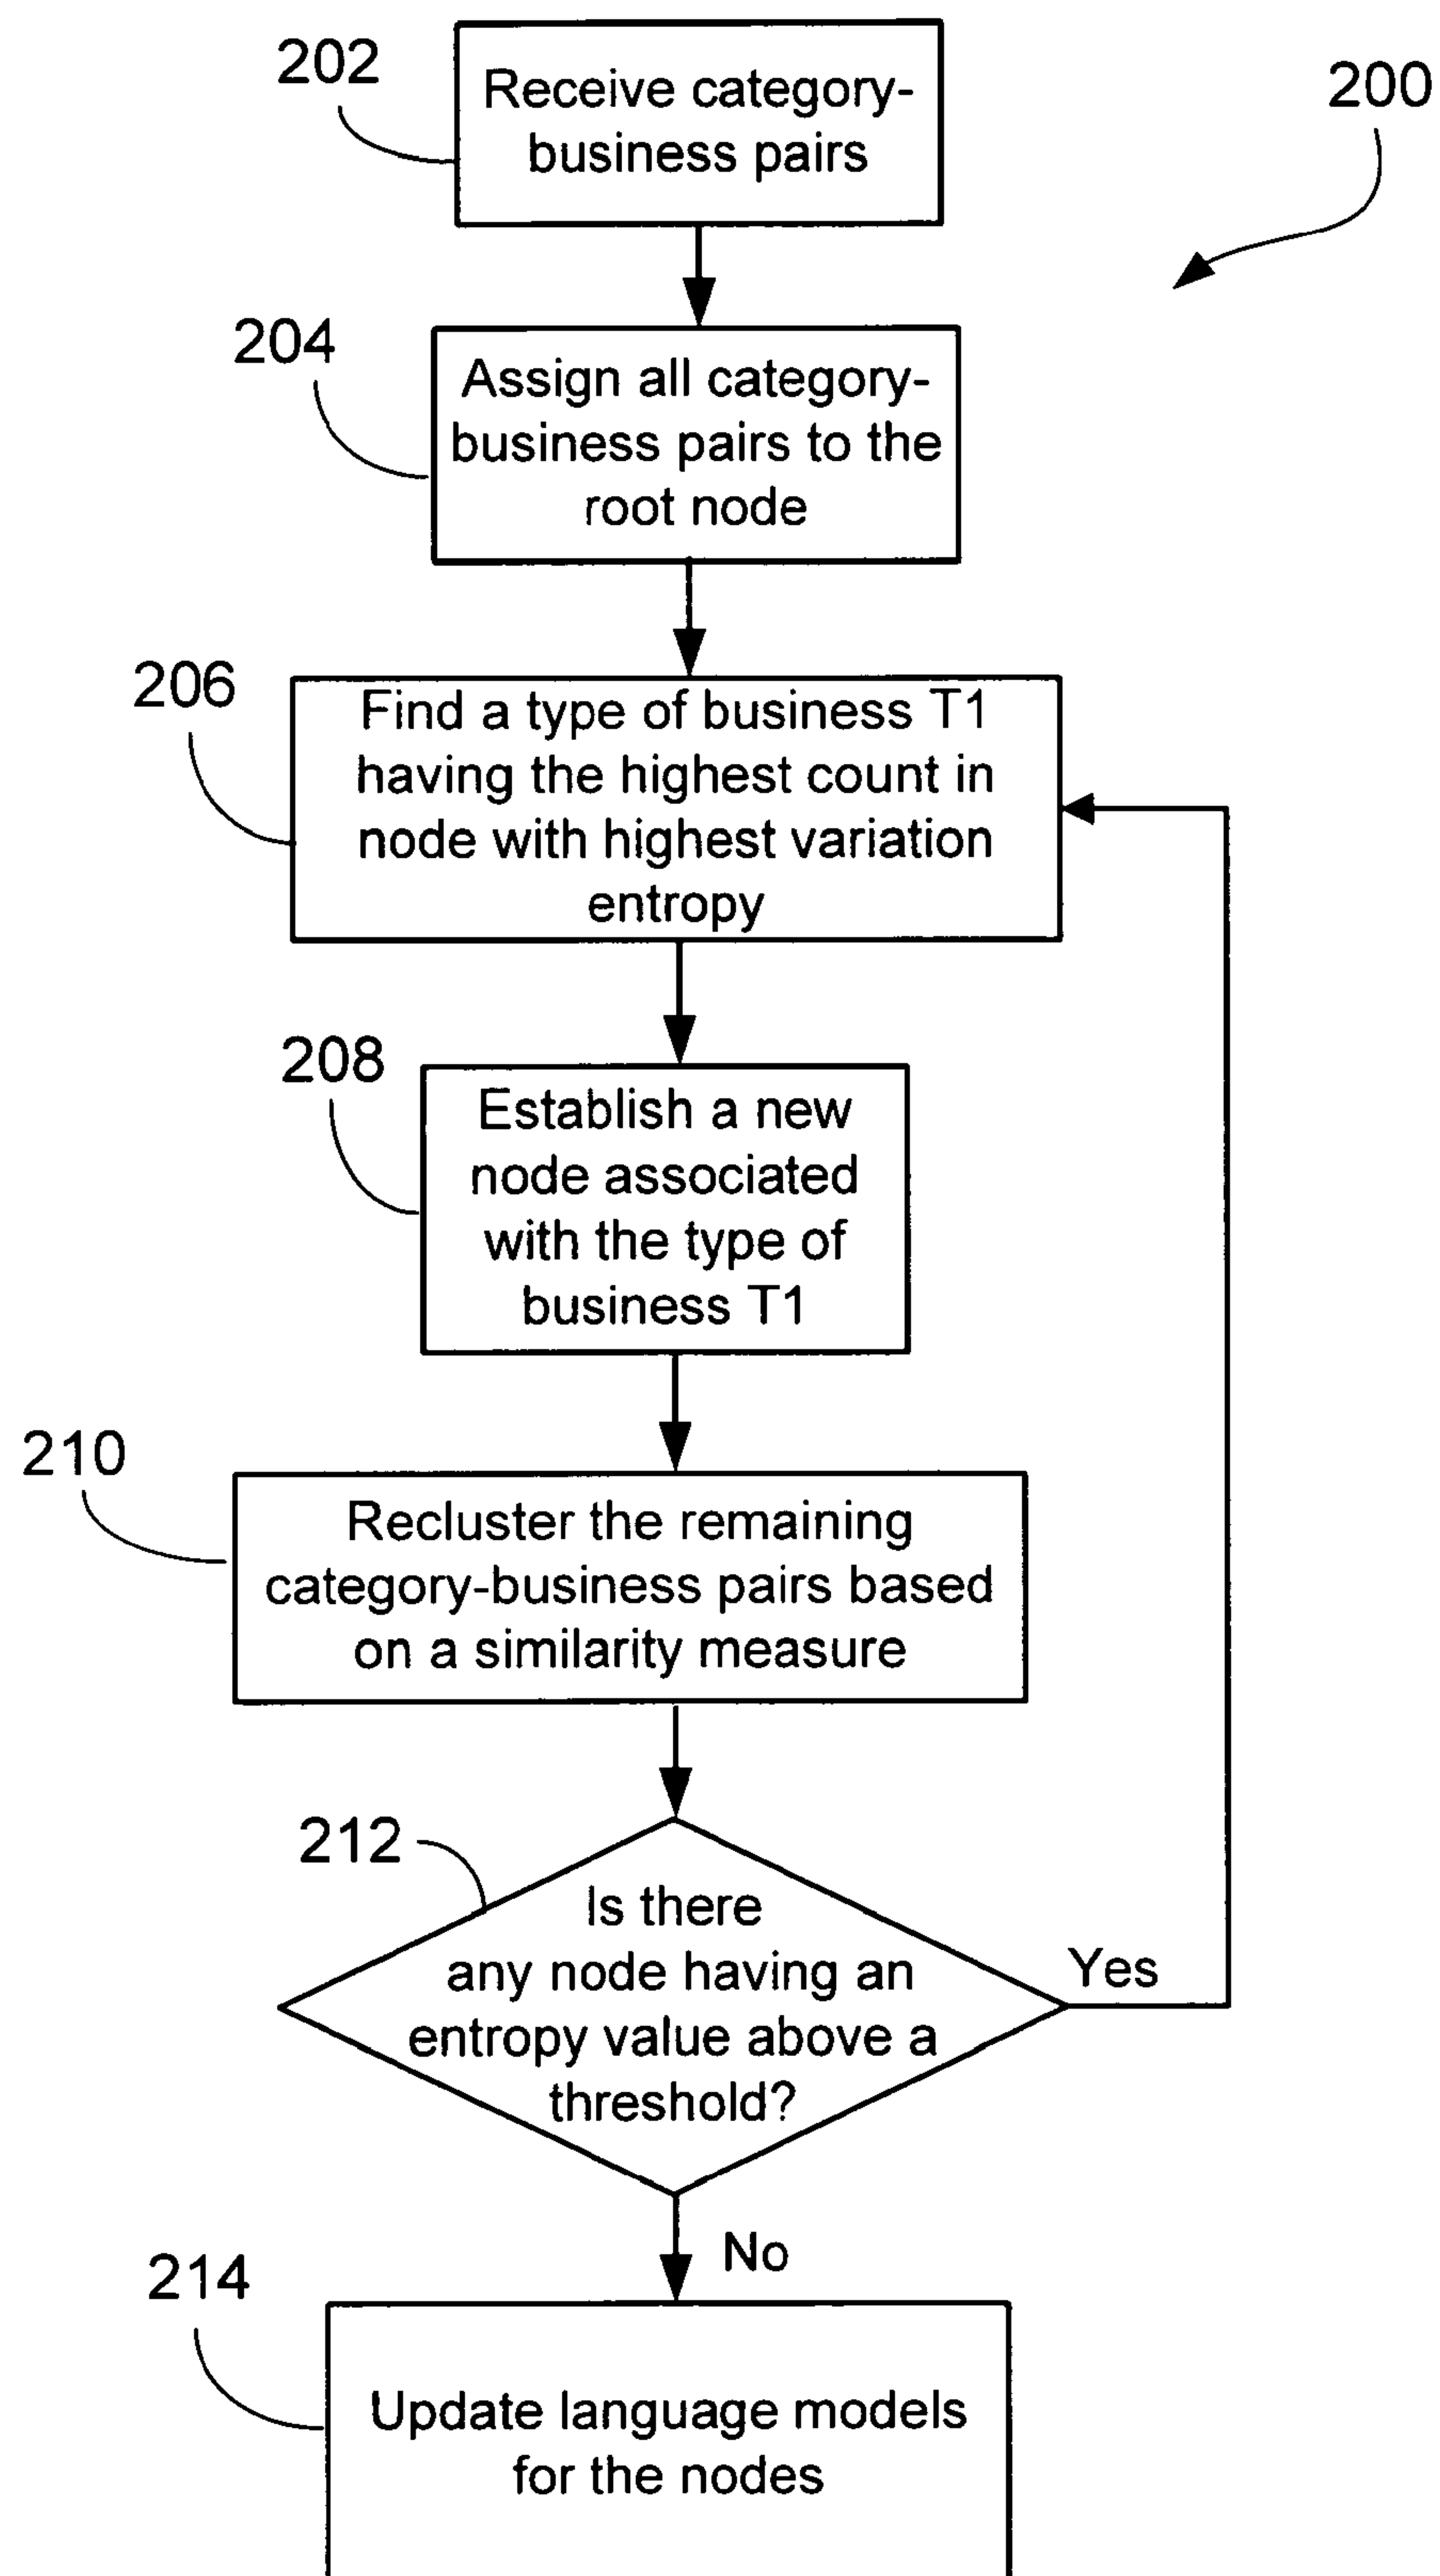 202
Receive category-
business pairs
200
204
Assign all category-
business pairs to the
root node
206
Find a type of business T1
having the highest count in
node with highest variation
entropy
208
Establish a new
node associated
with the type of
business T1
210
Recluster the remaining
category-business pairs based
on a similarity measure
212
Is there
any node having an
entropy value above a
threshold?
Yes
No
214
Update language models
for the nodes